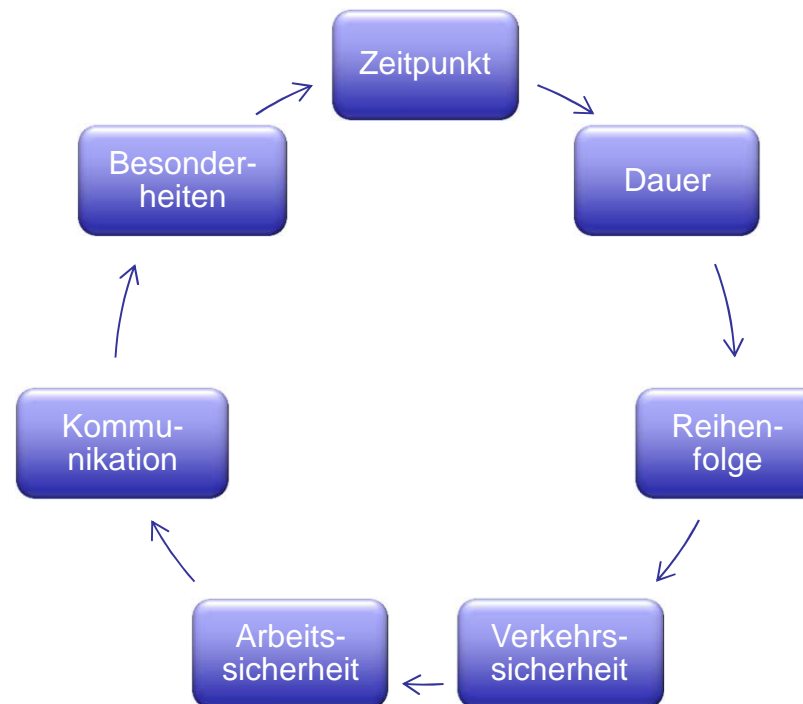 Zeitpunkt
Dauer
Reihen-
folge
Verkehrs-
sicherheit
Arbeits-
sicherheit
Kommu-
nikation
Besonder-
heiten